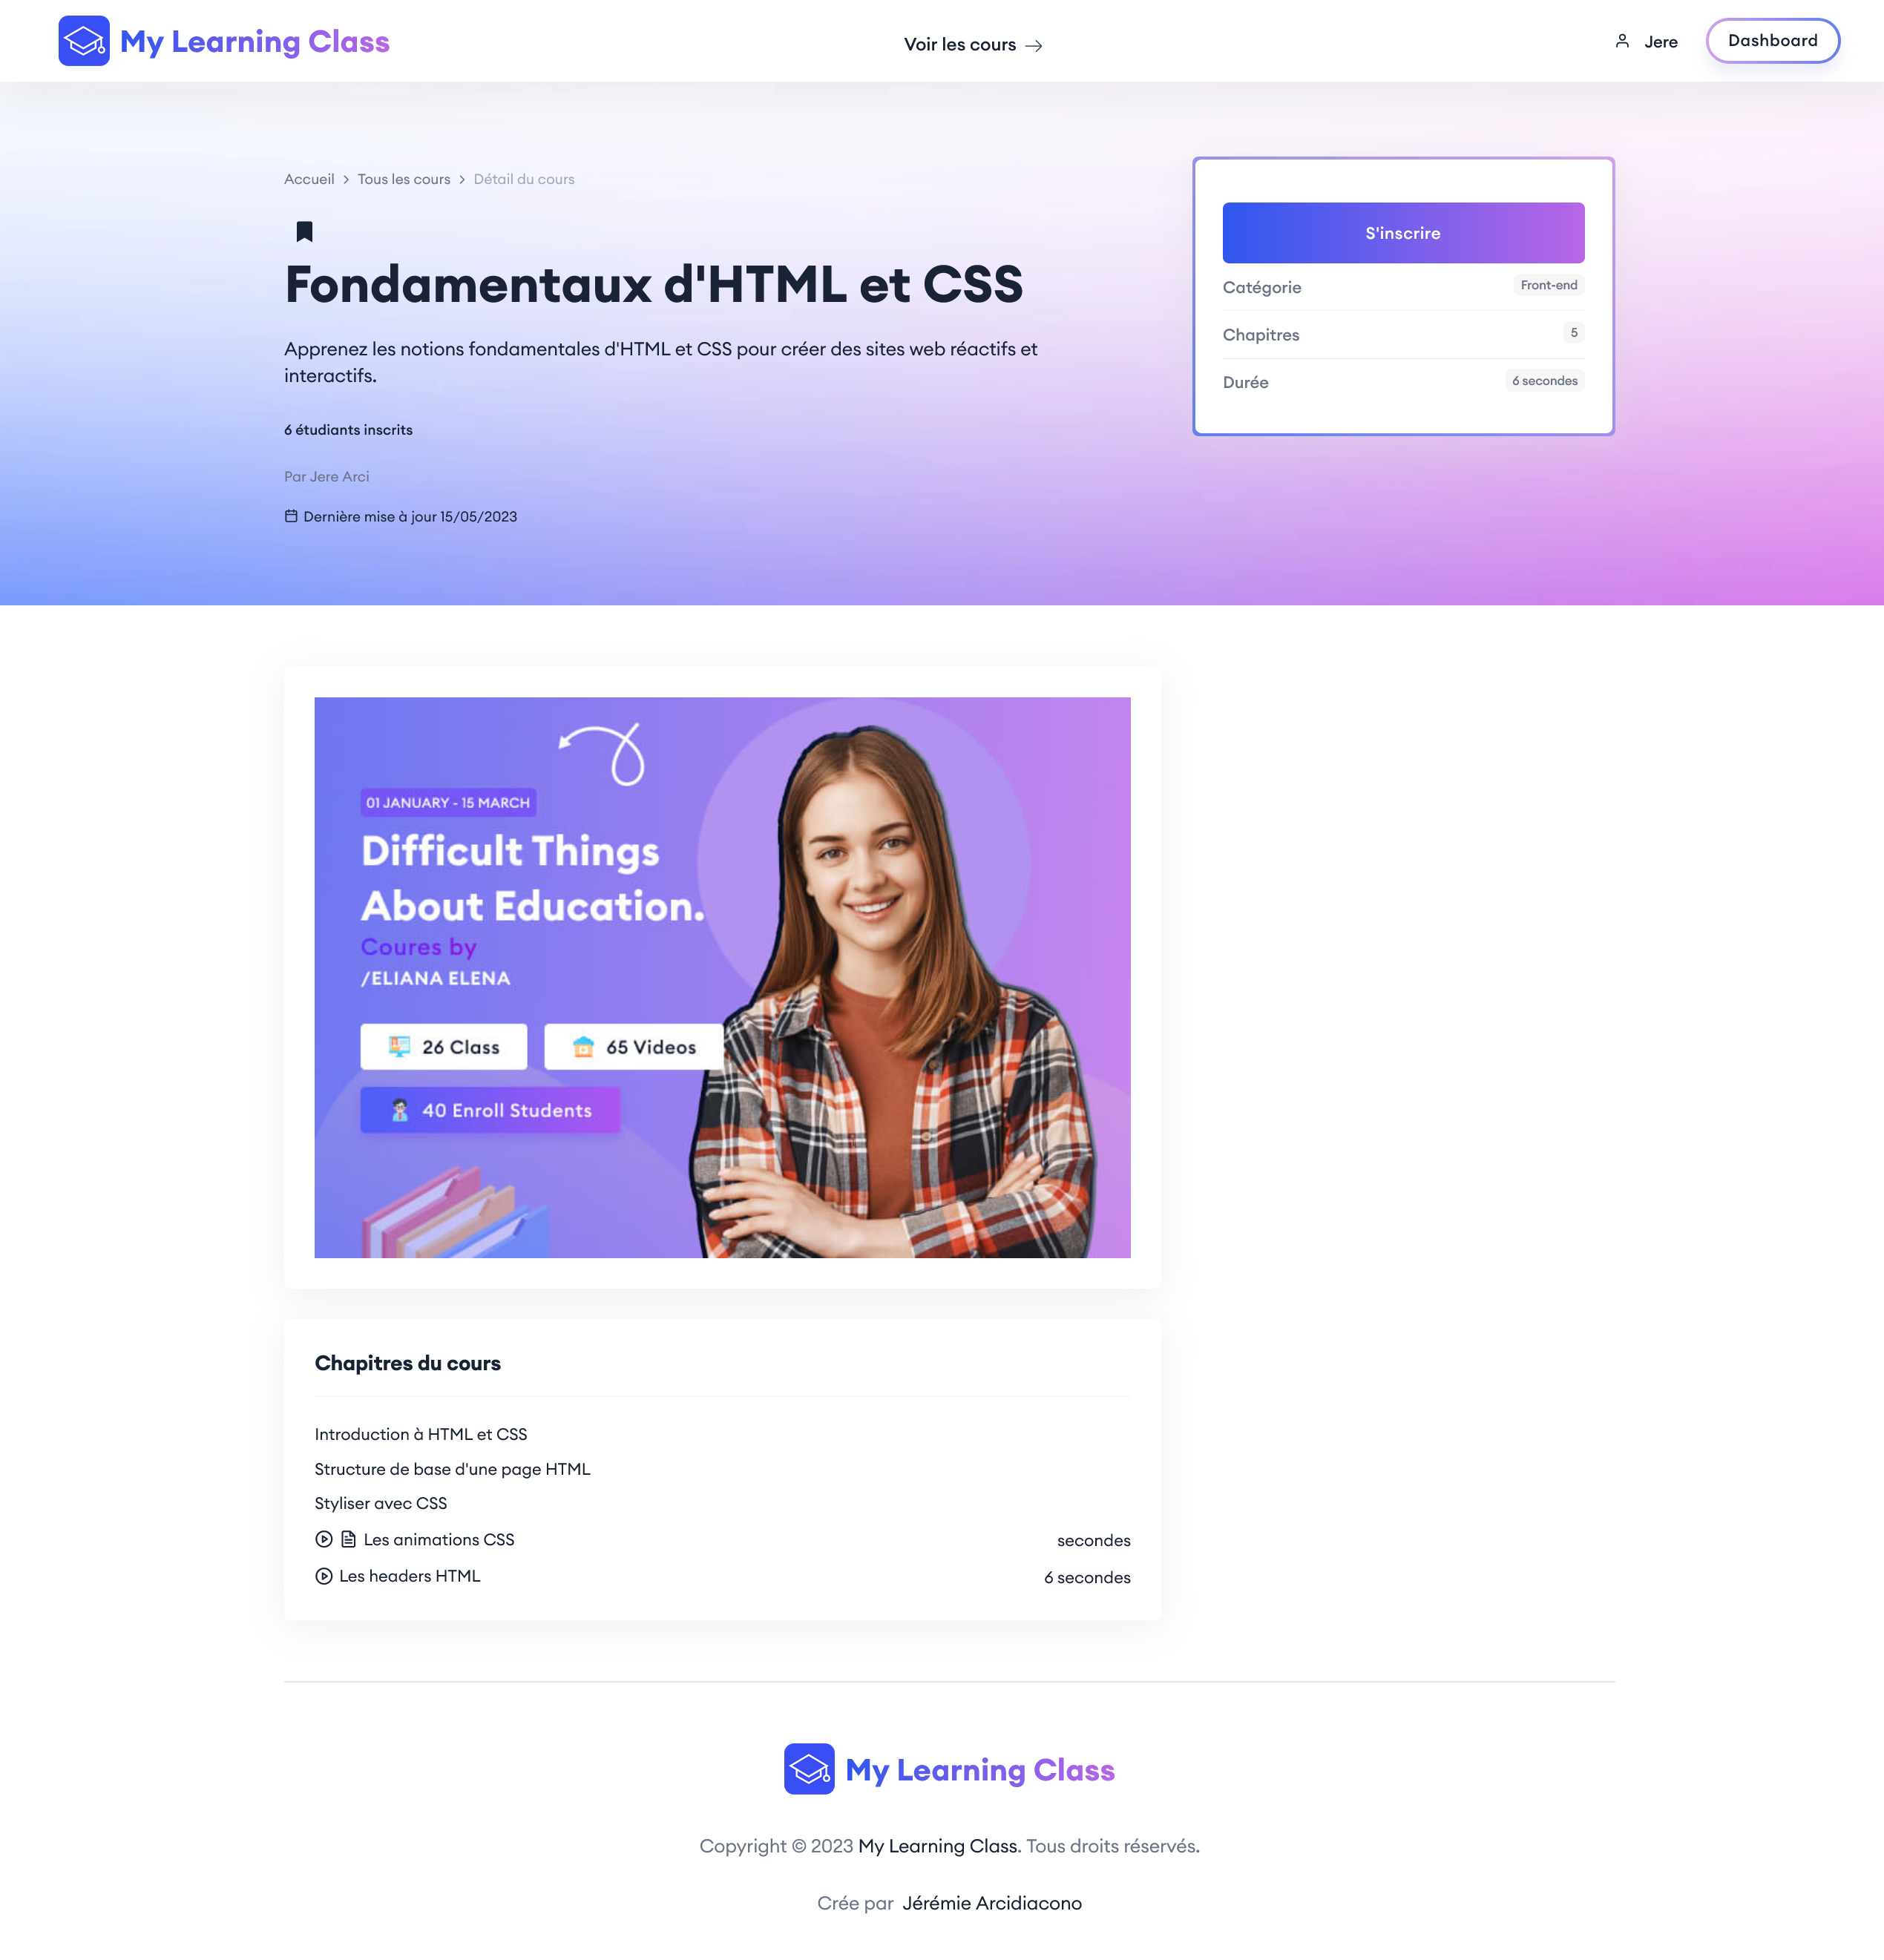 My Learning Class
Voir les cours
Jere
Dashboard
Accueil
Tous les cours
Détail du cours
Fondamentaux d'HTML et CSS
Apprenez les notions fondamentales d'HTML et CSS pour créer des sites web réactifs et
interactifs.
6 étudiants inscrits
Par Jere Arci
Dernière mise à jour 15/05/2023
S'inscrire
Catégorie
Front-end
Chapitres
5
Durée
6 secondes
01 JANUARY - 15 MARCH
Difficult Things
About Education.
Coures by
/ELIANA ELENA
26 Class
65 Videos
40 Enroll Students
Chapitres du cours
Introduction à HTML et CSS
Structure de base d'une page HTML
Styliser avec CSS
Les animations CSS
secondes
Les headers HTML
6 secondes
My Learning Class
Copyright © 2023 My Learning Class. Tous droits réservés.
Crée par Jérémie Arcidiacono